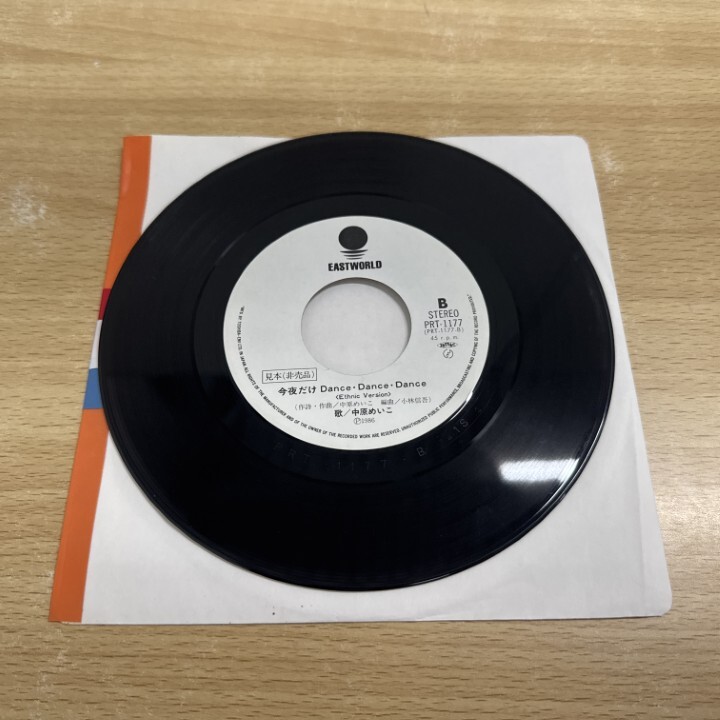 EASTWORLD
B
STEREO
PRT-1177
(PRT-1177-B)
45 r.p.m.
見本(非売品)
今夜だけ Dance・Dance・Dance
<Ethnic Version>
(作詩・作曲/中原めいこ 編曲/小林信吾)
歌/中原めいこ
Ⓟ1986